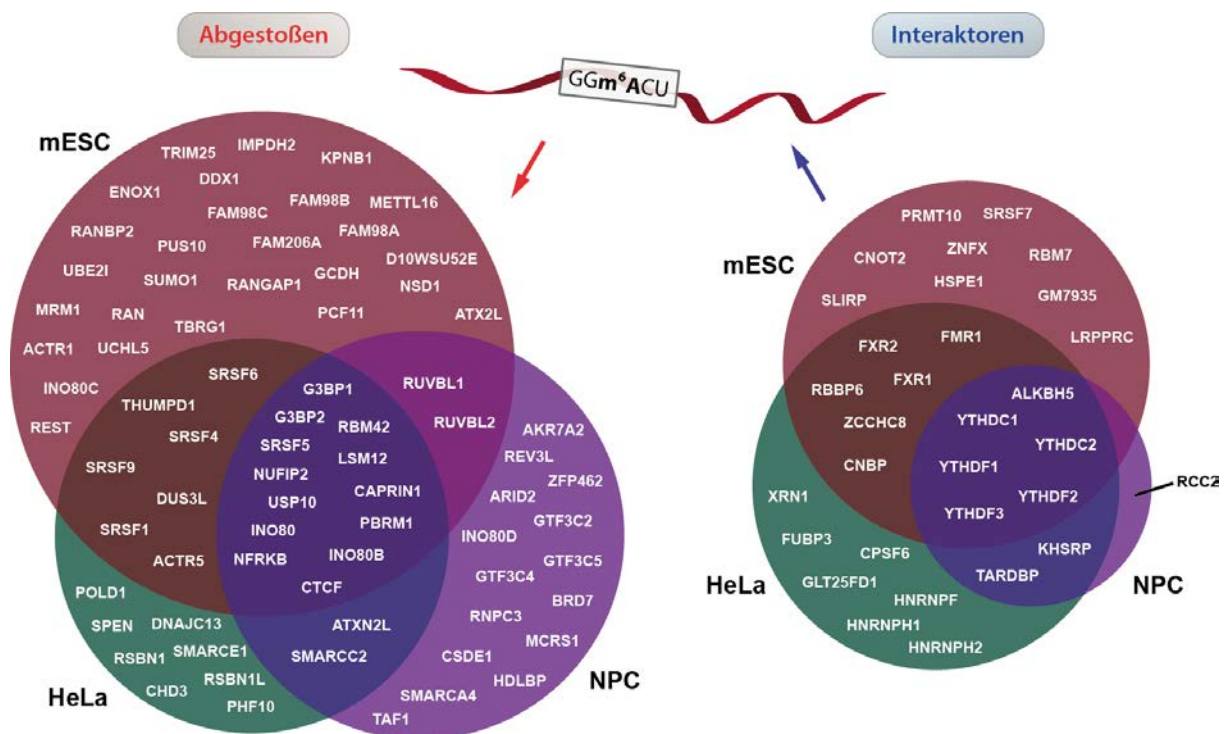 Abgestoßen
Interaktoren
GGm⁶ACU
mESC
TRIM25
IMPDH2
KPNB1
ENOX1
DDX1
FAM98B
METTL16
FAM98C
RANBP2
PUS10
FAM206A
FAM98A
D10WSU52E
UBE2I
SUMO1
RANGAP1
GCDH
NSD1
MRM1
RAN
TBRG1
PCF11
ATX2L
ACTR1
UCHL5
INO80C
REST
SRSF6
THUMPD1
SRSF4
SRSF9
DUS3L
SRSF1
ACTR5
G3BP1
G3BP2
RBM42
SRSF5
LSM12
NUFIP2
USP10
CAPRIN1
INO80
PBRM1
NFRKB
INO80B
CTCF
RUVBL1
RUVBL2
AKR7A2
REV3L
ZFP462
ARID2
GTF3C2
INO80D
GTF3C5
GTF3C4
BRD7
RNPC3
MCRS1
CSDE1
HDLBP
SMARCA4
TAF1
ATXN2L
SMARCC2
POLD1
SPEN
DNAJC13
RSBN1
SMARCE1
RSBN1L
CHD3
PHF10
HeLa
NPC
mESC
PRMT10
SRSF7
CNOT2
ZNFX
RBM7
HSPE1
SLIRP
GM7935
LRPPRC
FXR2
FMR1
RBBP6
FXR1
ZCCHC8
CNBP
ALKBH5
YTHDC1
YTHDC2
YTHDF1
YTHDF2
YTHDF3
RCC2
XRN1
FUBP3
CPSF6
KHSRP
TARDBP
GLT25FD1
HNRNPF
HNRNPH1
HNRNPH2
HeLa
NPC